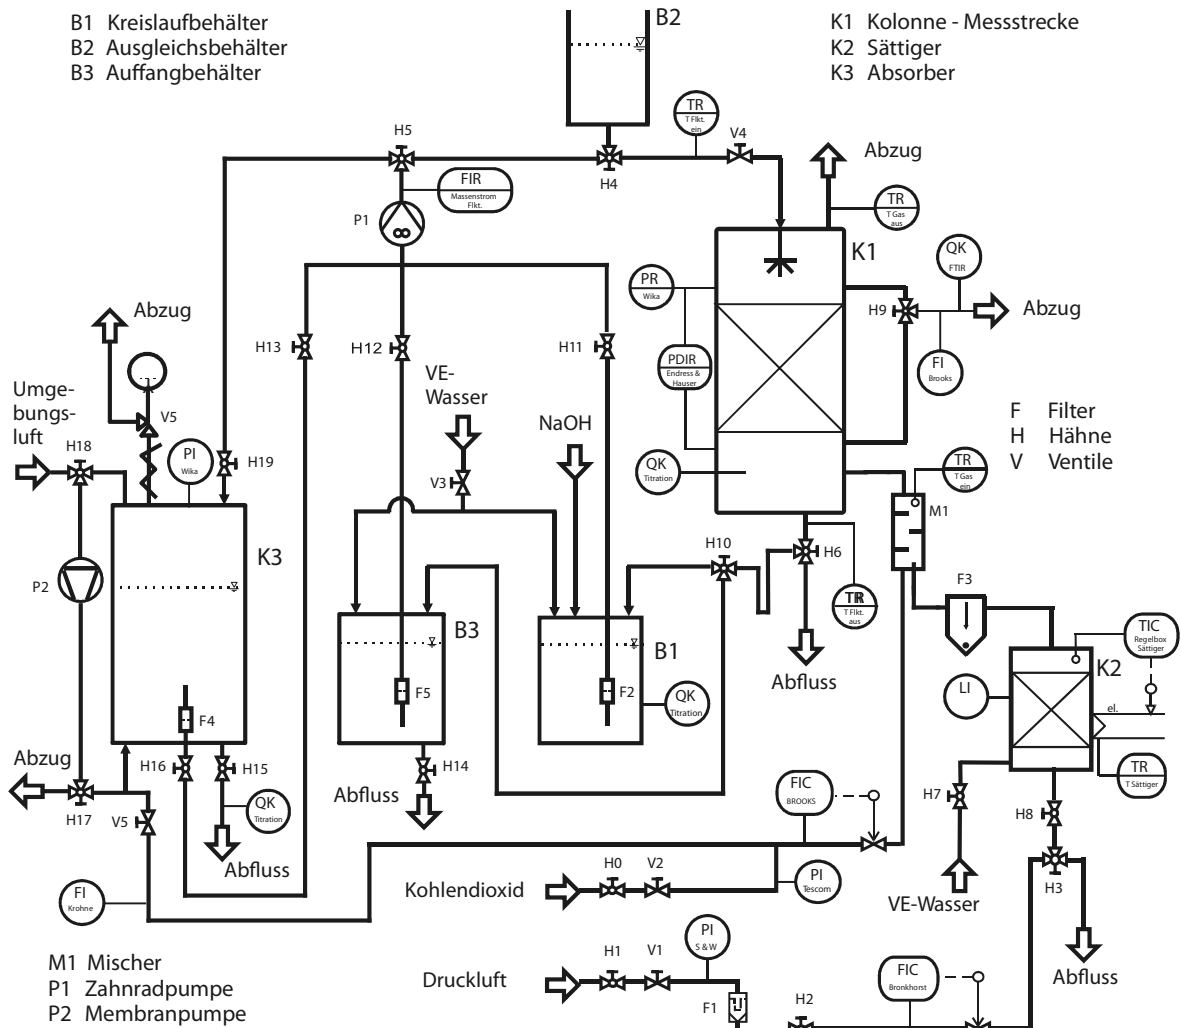 B1 Kreislaufbehälter
B2 Ausgleichsbehälter
B3 Auffangbehälter
B2
K1 Kolonne - Messstrecke
K2 Sättiger
K3 Absorber
H5
TR
T Flkt.
ein
V4
H4
Abzug
FIR
Massenstrom
Flkt.
P1
TR
T Gas
aus
K1
QK
FTIR
PR
Wika
H9
Abzug
Abzug
H13
H12
H11
PDIR
Endress &
Hauser
FI
Brooks
VE-
Wasser
Umge-
bungs-
luft
V5
NaOH
F Filter
H Hähne
V Ventile
H18
PI
Wika
H19
V3
QK
Titration
TR
T Gas
ein
M1
K3
H10
H6
P2
F3
TR
T Flkt.
aus
B3
B1
TIC
Regelbox
Sättiger
K2
Abfluss
F5
F2
QK
Titration
LI
el.
F4
Abzug
H16
H15
H14
TR
T Sättiger
FIC
BROOKS
Abfluss
QK
Titration
H17
V5
H7
H8
Abfluss
H0
V2
Kohlendioxid
PI
Tescom
H3
FI
Krohne
VE-Wasser
PI
S & W
M1 Mischer
P1 Zahnradpumpe
P2 Membranpumpe
H1
V1
Druckluft
FIC
Bronkhorst
Abfluss
F1
H2